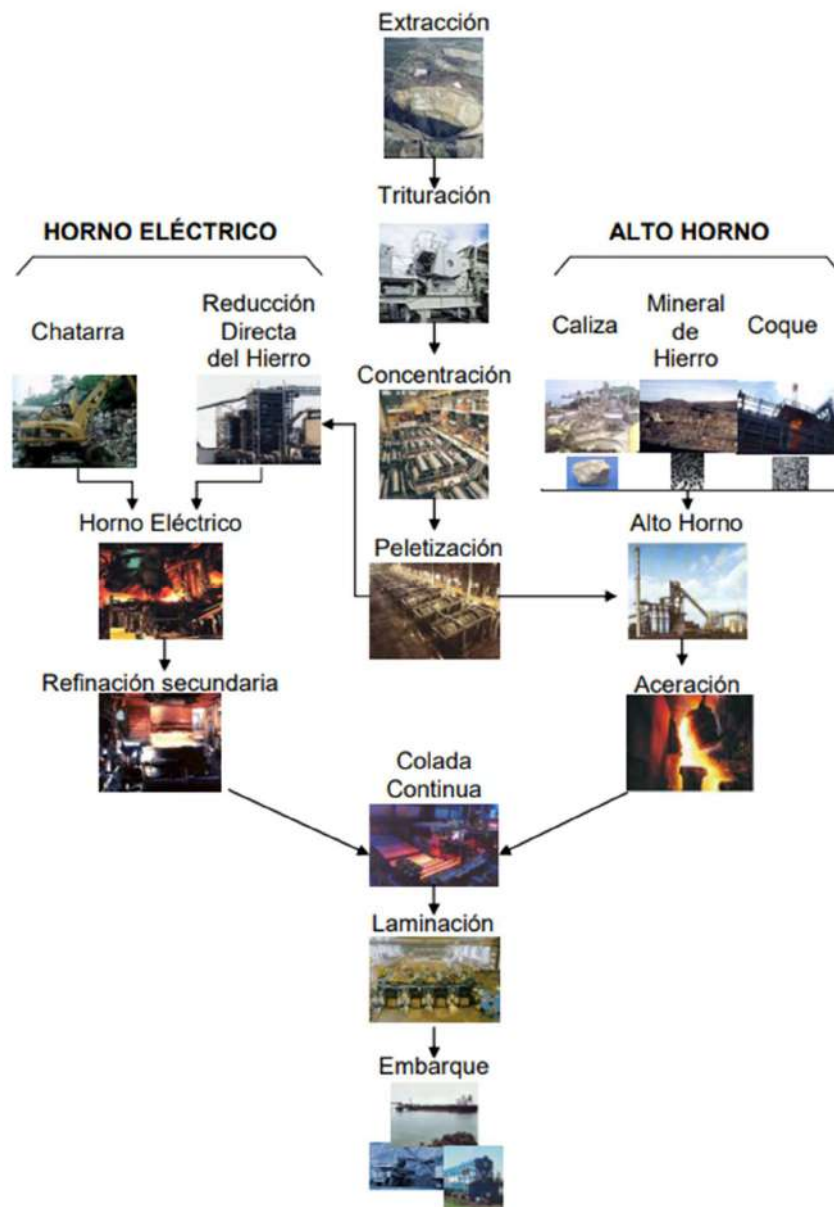 Extracción
Trituración
HORNO ELÉCTRICO
ALTO HORNO
Chatarra
Reducción
Directa
del Hierro
Concentración
Caliza
Mineral
de
Hierro
Coque
Horno Eléctrico
Peletización
Alto Horno
Refinación secundaria
Aceración
Colada
Continua
Laminación
Embarque